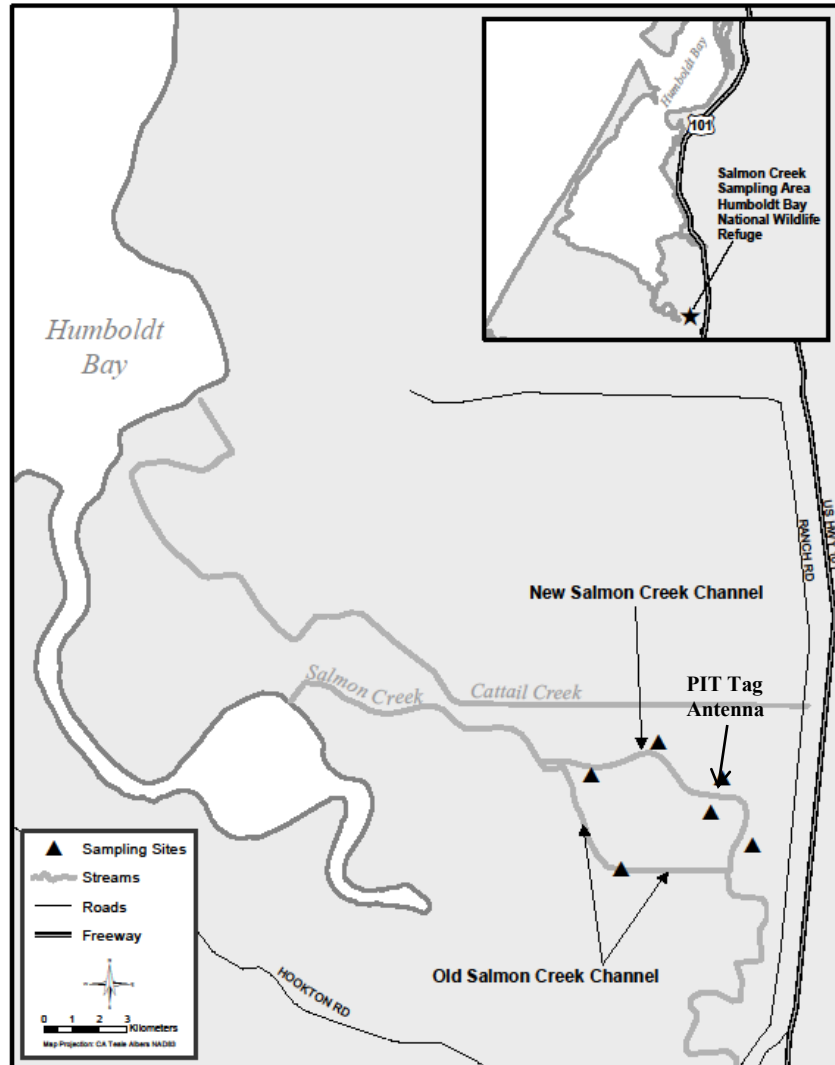 Humboldt Bay
101
Salmon Creek
Sampling Area
Humboldt Bay
National Wildlife
Refuge
Humboldt
Bay
US HWY 101
RANCH RD
New Salmon Creek Channel
Salmon Creek
Cattail Creek
PIT Tag
Antenna
Sampling Sites
Streams
Roads
Freeway
0 1 2 3
Kilometers
Map Projection: CA Teale Albers NAD83
Old Salmon Creek Channel
HOOKTON RD